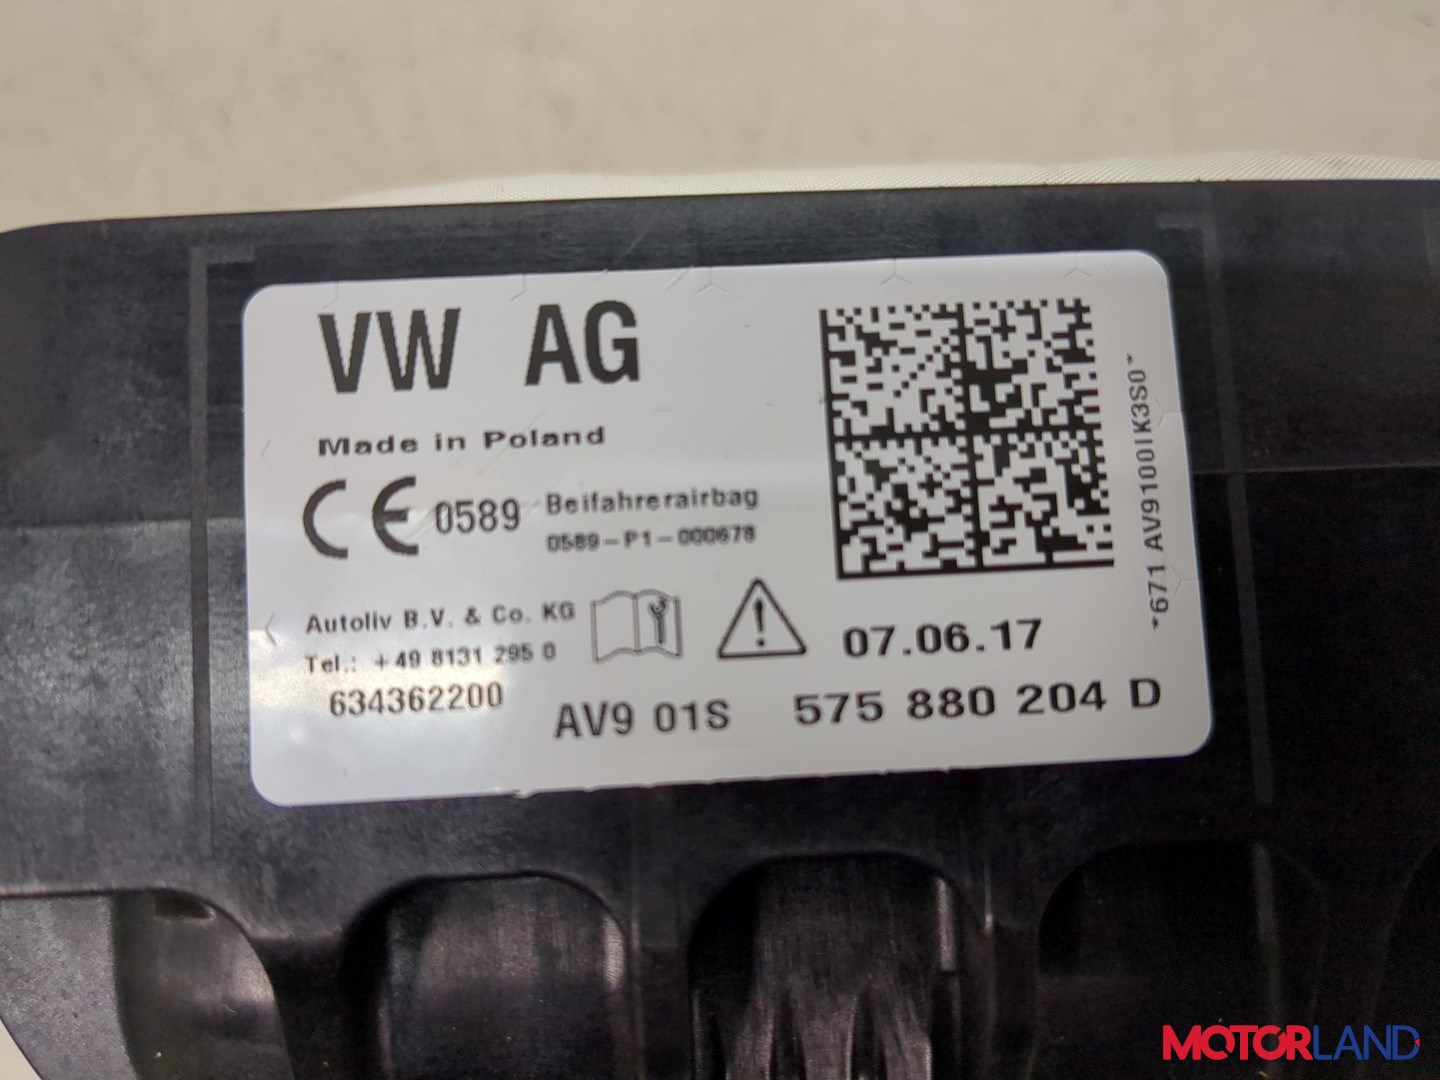 VW AG
Made in Poland
CE 0589 Beifahrerairbag
0589-P1-000678
Autoliv B.V. & Co. KG
Tel.: +49 8131 295 0
07.06.17
634362200
AV9 01S 575 880 204 D
*671 AV9100IK3S0*
MOTORLAND